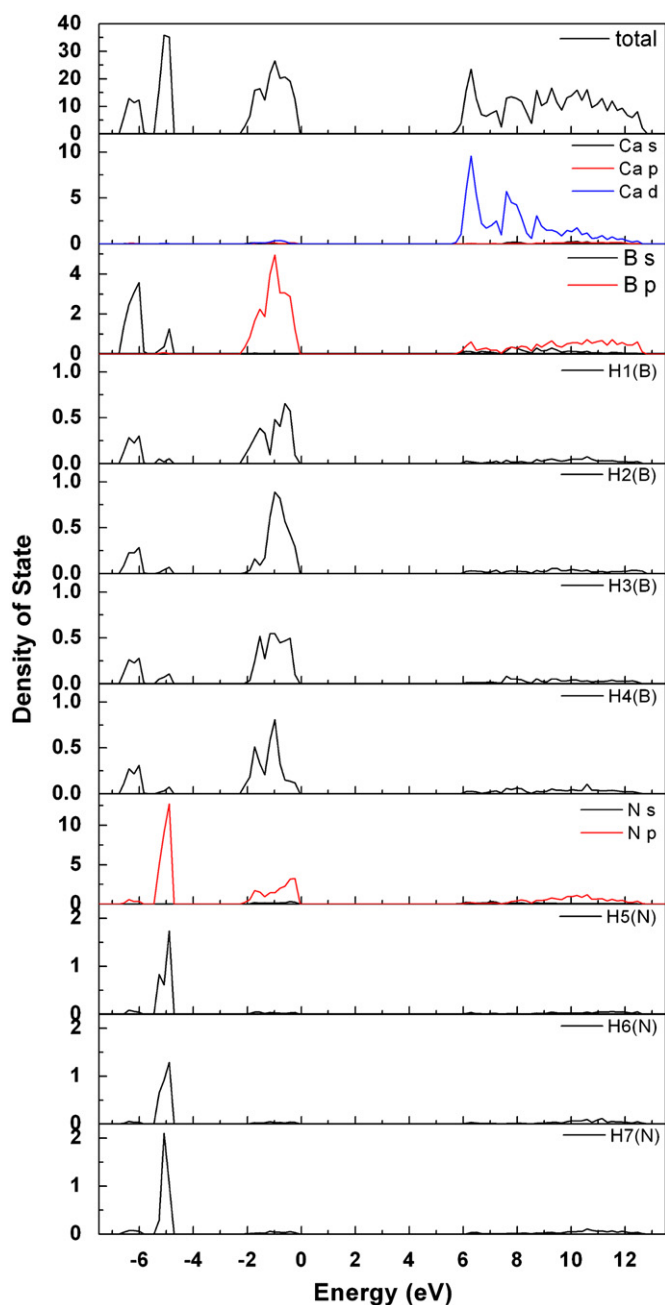 40
total
30
20
10
0
10
Ca s
Ca p
5
Ca d
0
B s
4
B p
2
0
1.0
H1(B)
0.5
0.0
1.0
H2(B)
0.5
0.0
1.0
H3(B)
0.5
0.0
1.0
H4(B)
0.5
0.0
N s
10
N p
5
0
2
H5(N)
1
0
2
H6(N)
1
0
2
H7(N)
1
0
-6 -4 -2 0 2 4 6 8 10 12
Energy (eV)
Density of State